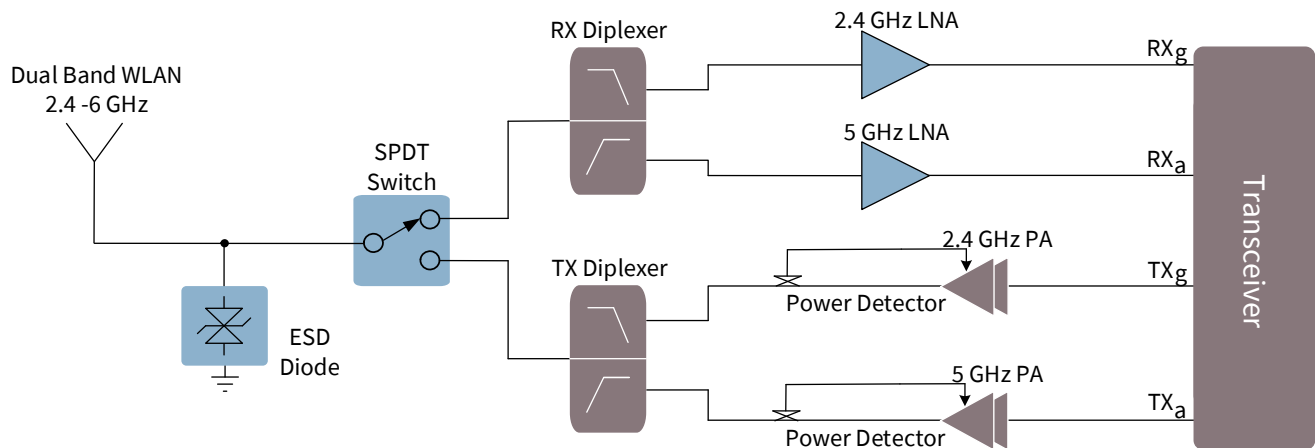 Dual Band WLAN
2.4 -6 GHz
SPDT
Switch
ESD
Diode
RX Diplexer
TX Diplexer
2.4 GHz LNA
5 GHz LNA
2.4 GHz PA
Power Detector
5 GHz PA
Power Detector
RXg
RXa
TXg
TXa
Transceiver